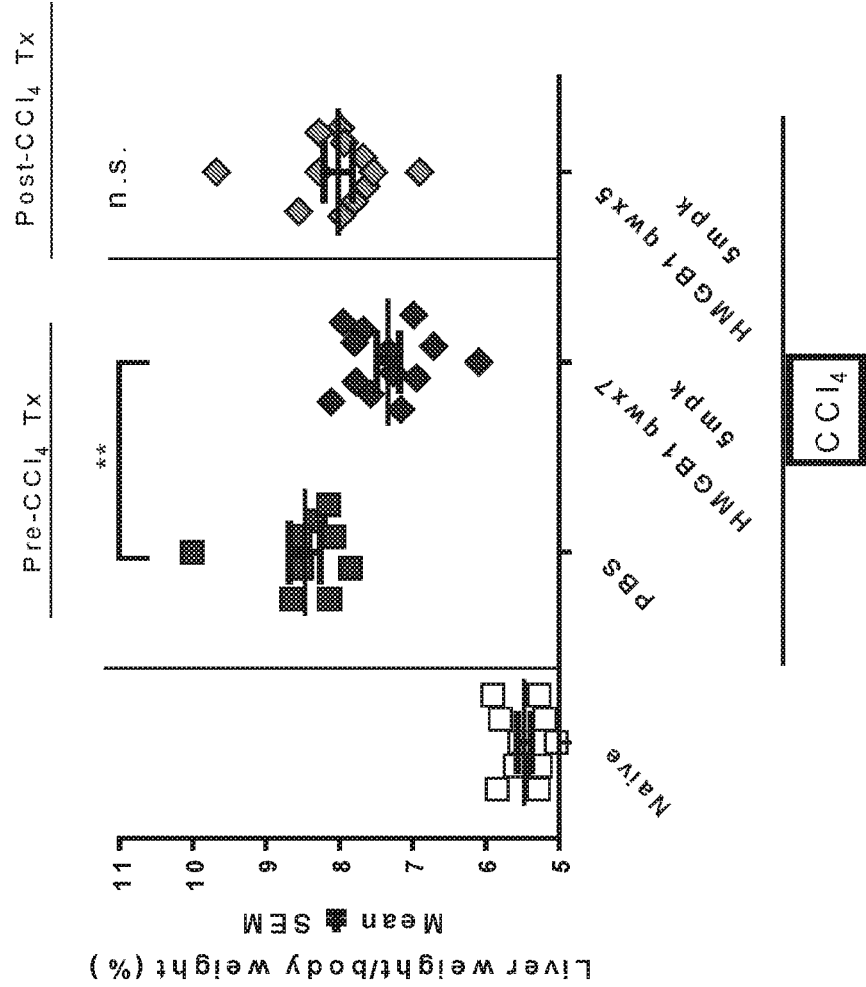 Pre-CCl₄ Tx
Post-CCl₄ Tx
**
n.s.
Liver weight/body weight (%)
Mean ± SEM
11
10
9
8
7
6
5
Naive
PBS
HMGB1 qwx7
5mpk
HMGB1 qwx5
5mpk
CCl₄